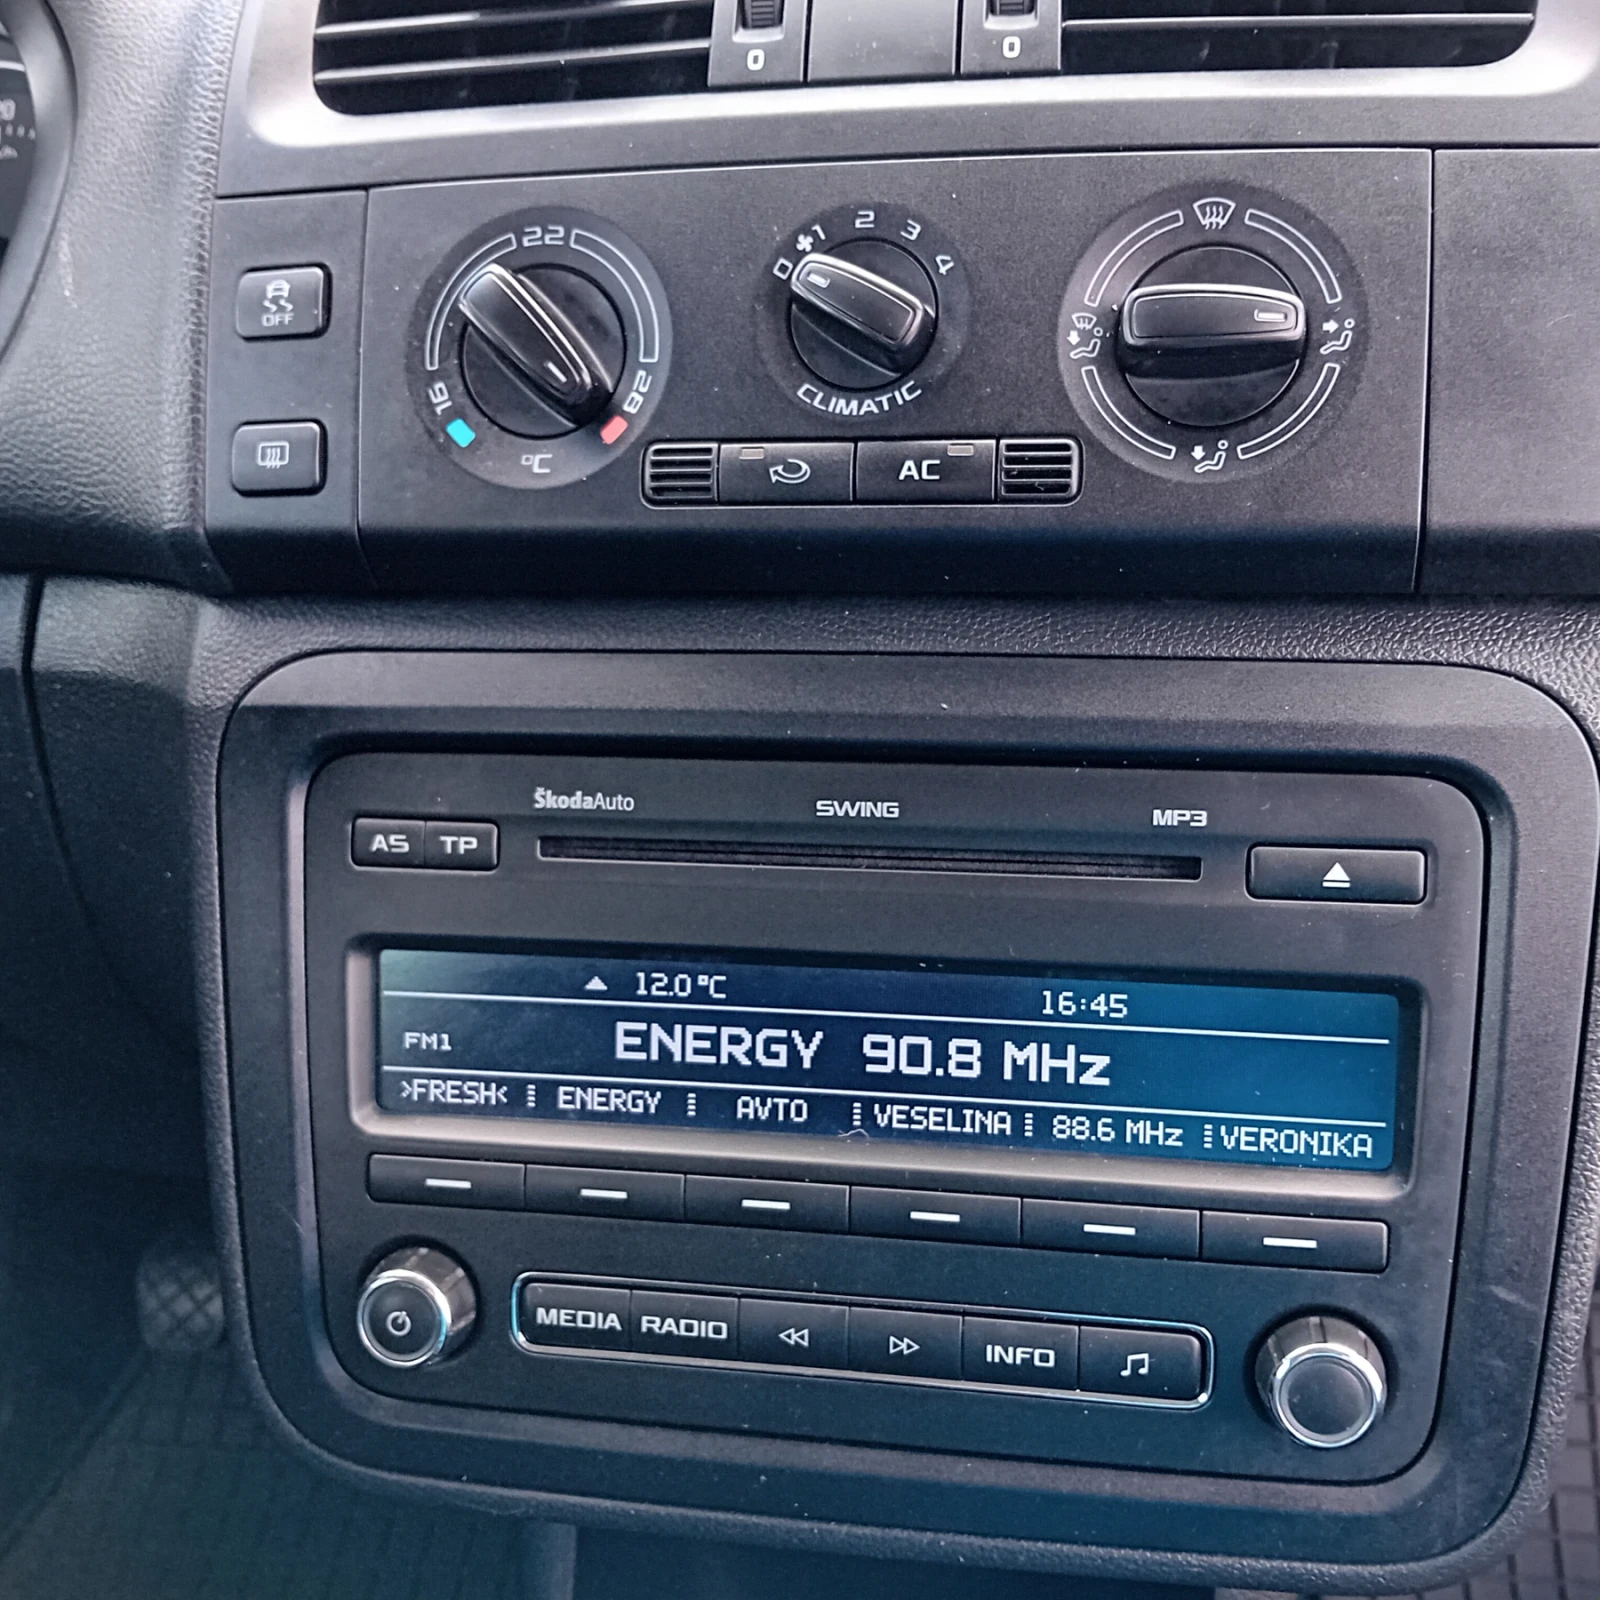 0 0
22
0 1 2 3 4
OFF
16 28
°C
CLIMATIC
AC
ŠkodaAuto SWING MP3
AS TP
12.0 °C 16:45
FM1 ENERGY 90.8 MHz
>FRESH< ENERGY AVTO VESELINA 88.6 MHz VERONIKA
MEDIA RADIO INFO